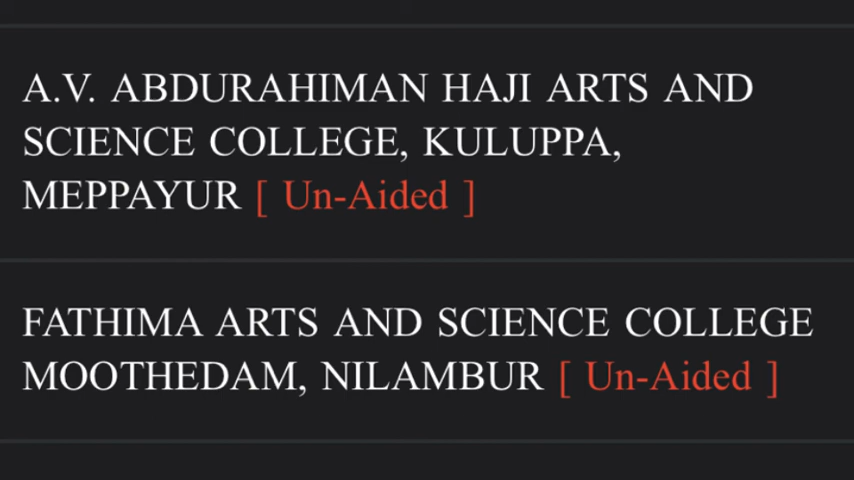 A.V. ABDURAHIMAN HAJI ARTS AND
SCIENCE COLLEGE, KULUPPA,
MEPPAYUR [ Un-Aided ]
FATHIMA ARTS AND SCIENCE COLLEGE
MOOTHEDAM, NILAMBUR [ Un-Aided ]